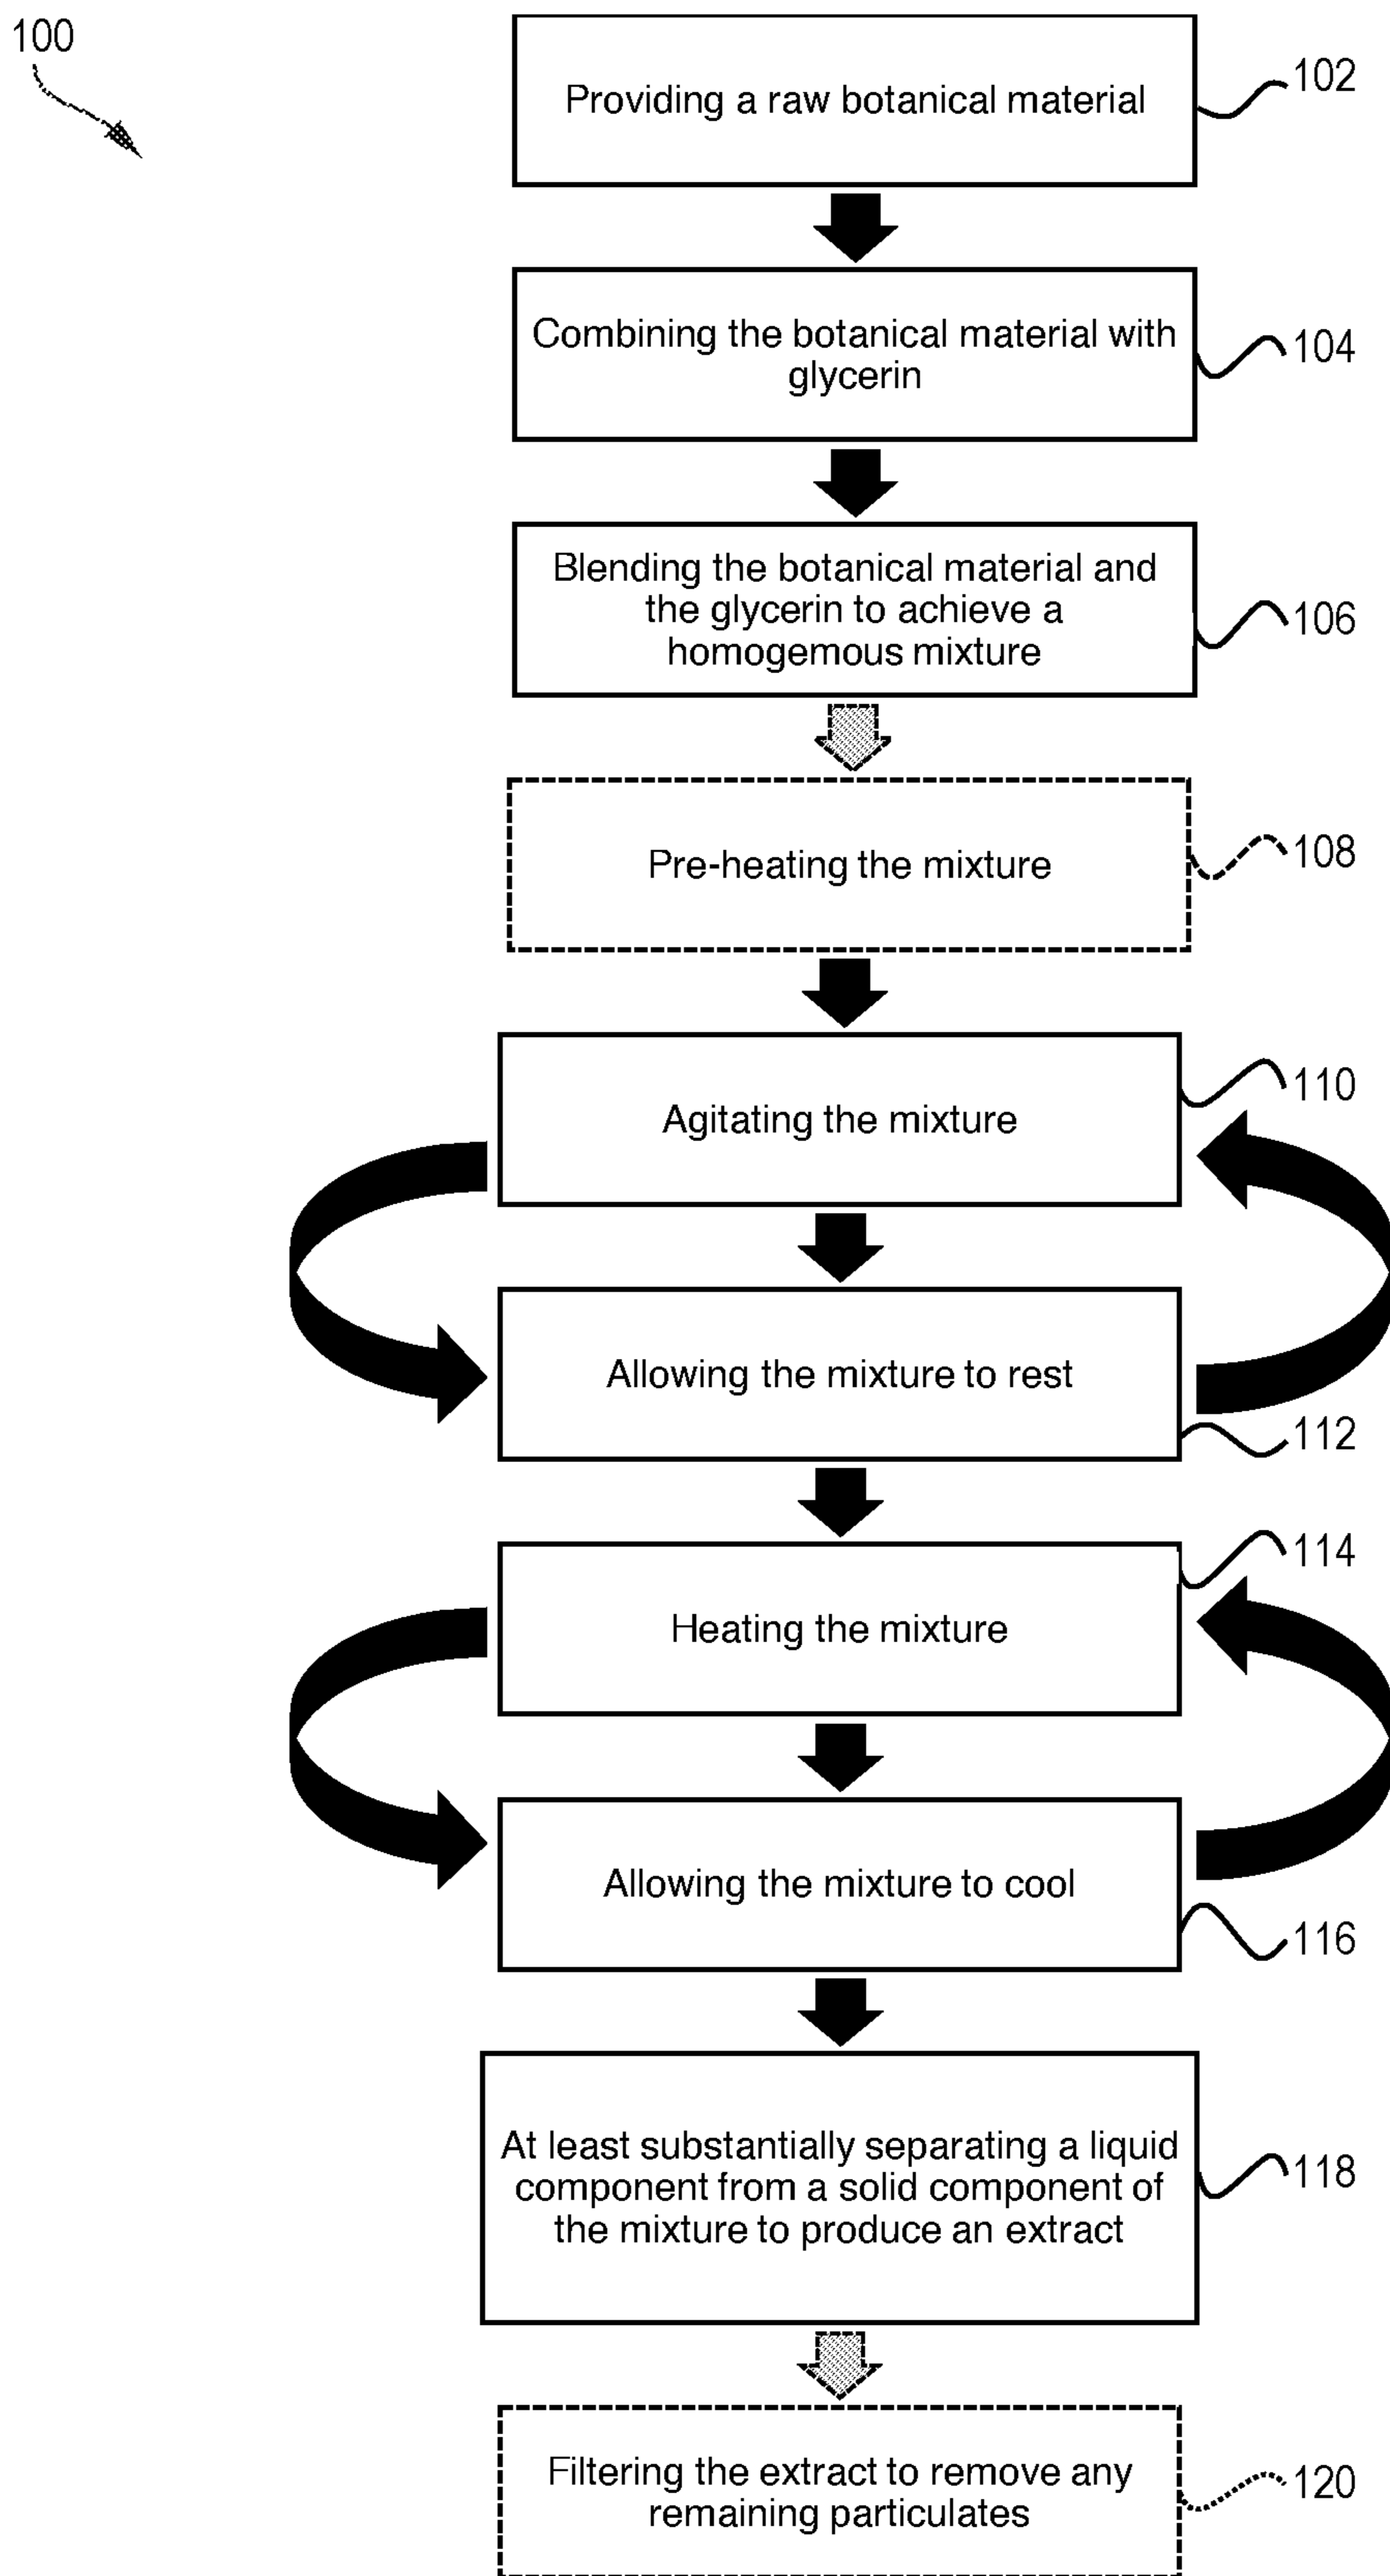 100
Providing a raw botanical material
102
Combining the botanical material with
glycerin
104
Blending the botanical material and
the glycerin to achieve a
homogemous mixture
106
Pre-heating the mixture
108
Agitating the mixture
110
Allowing the mixture to rest
112
Heating the mixture
114
Allowing the mixture to cool
116
At least substantially separating a liquid
component from a solid component of
the mixture to produce an extract
118
Filtering the extract to remove any
remaining particulates
120